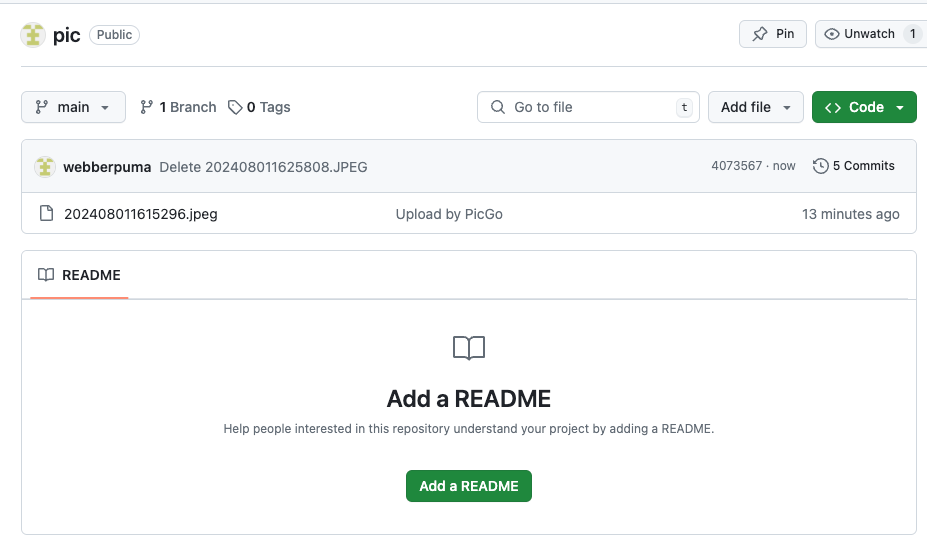 pic Public Pin Unwatch 1
main 1 Branch 0 Tags Go to file t Add file Code
webberpuma Delete 202408011625808.JPEG 4073567 · now 5 Commits
202408011615296.jpeg Upload by PicGo 13 minutes ago
README
Add a README
Help people interested in this repository understand your project by adding a README.
Add a README